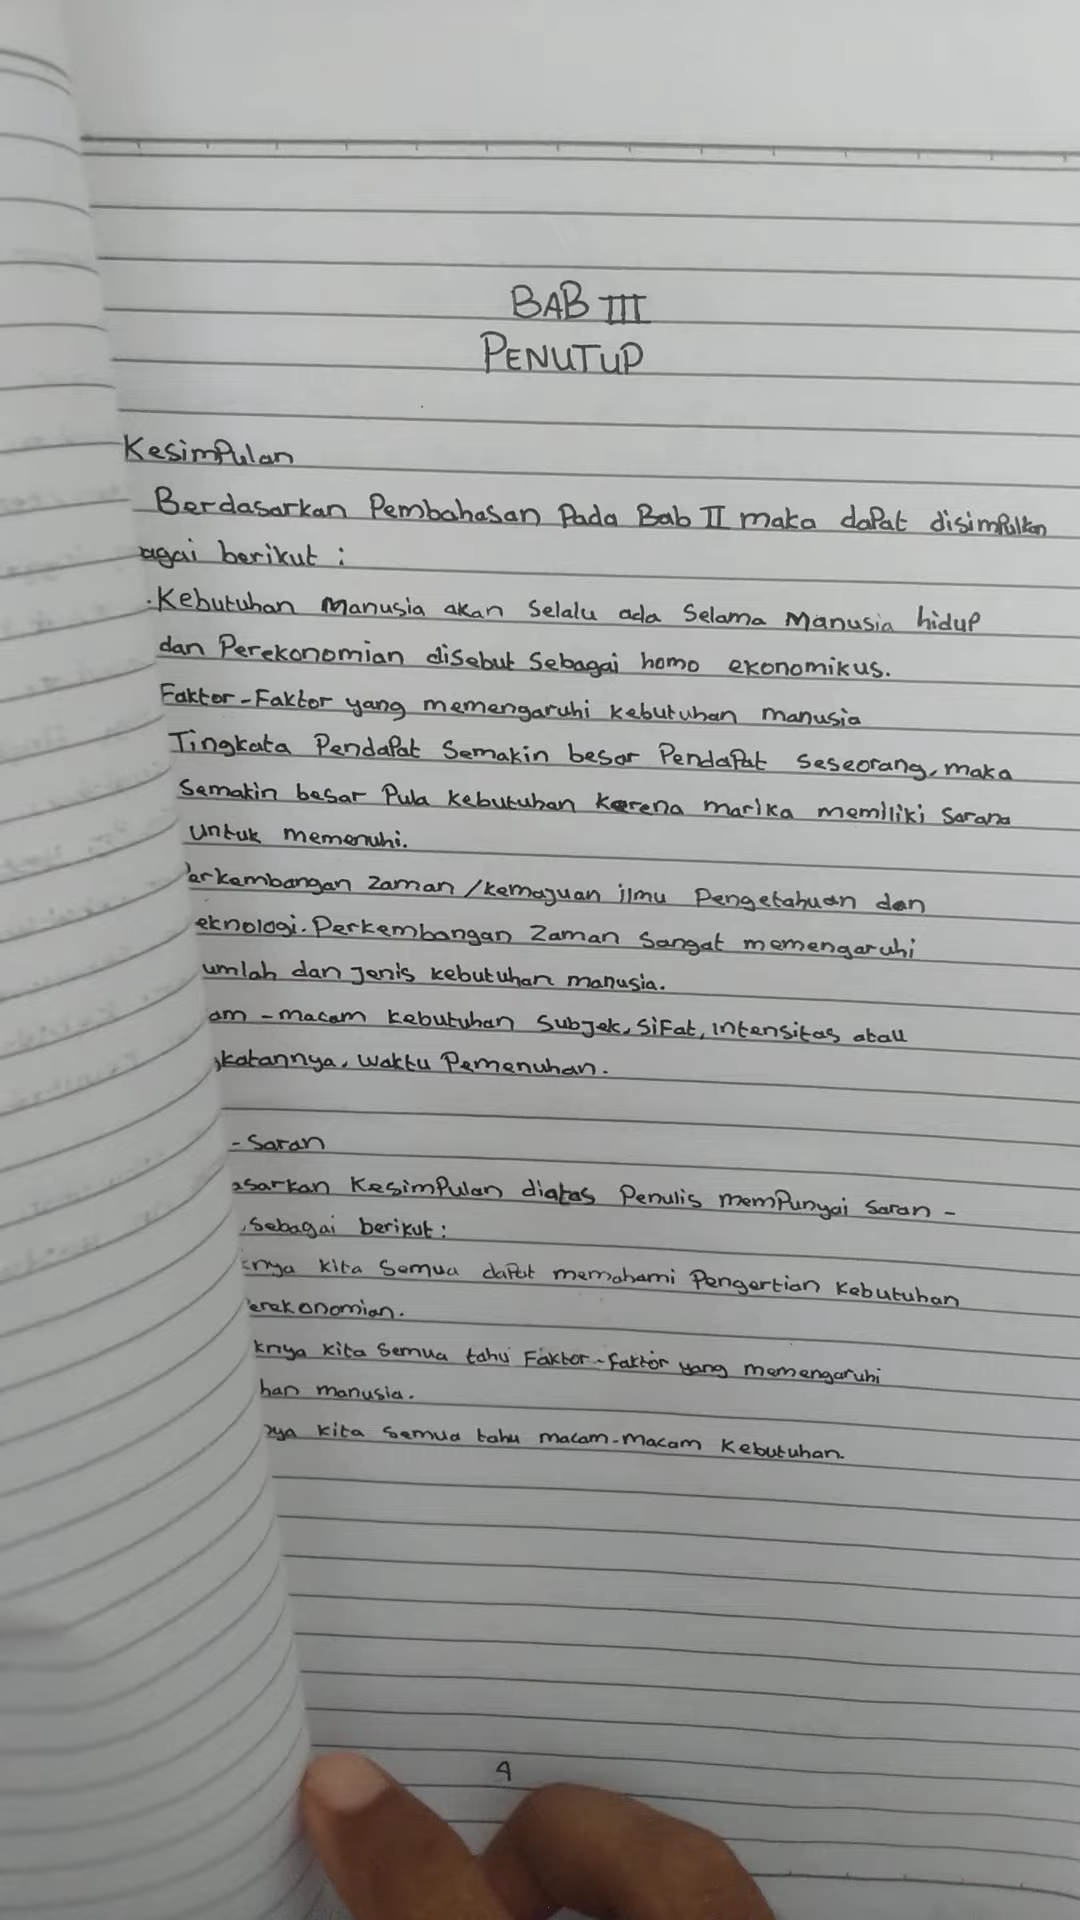 BAB III
PENUTUP
Kesimpulan
Berdasarkan Pembahasan Pada Bab II maka dapat disimpulkan
agai berikut :
Kebutuhan Manusia akan Selalu ada Selama Manusia hidup
dan Perekonomian disebut Sebagai homo ekonomikus.
Faktor-Faktor yang memengaruhi kebutuhan manusia
Tingkata Pendapat Semakin besar Pendapat seseorang, maka
Semakin besar Pula kebutuhan karena marika memiliki Sarana
Untuk memenuhi.
erkembangan Zaman /kemajuan ilmu Pengetahuan dan
eknologi. Perkembangan Zaman Sangat memengaruhi
umlah dan Jenis kebutuhan manusia.
am - macam kebutuhan Subjek, Sifat, intensitas atau
katannya, Waktu Pemenuhan.
- Saran
asarkan Kesimpulan diatas Penulis memPunyai Saran -
, Sebagai berikut :
nya kita Semua dapat memahami Pengertian Kebutuhan
erekonomian.
knya kita Semua tahu Faktor-faktor yang memengaruhi
han manusia.
nya kita Semua tahu macam-macam Kebutuhan.
4